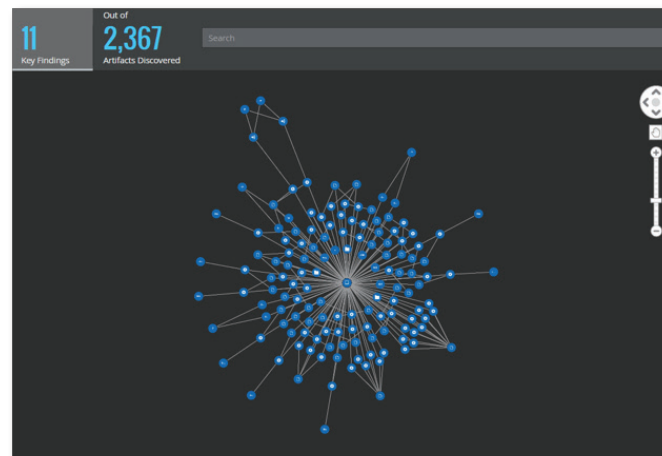 11
Key Findings
Out of
2,367
Artifacts Discovered
Search